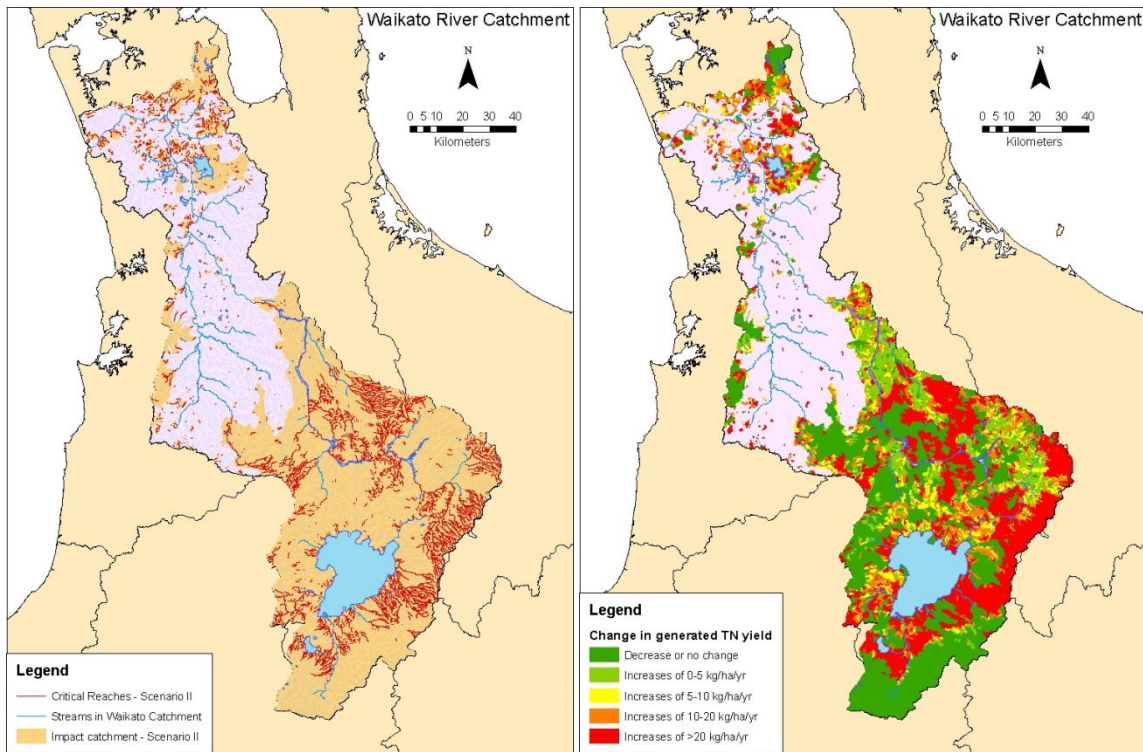 Waikato River Catchment
N
0 5 10 20 30 40
Kilometers
Legend
Critical Reaches - Scenario II
Streams in Waikato Catchment
Impact catchment - Scenario II
Waikato River Catchment
N
0 5 10 20 30 40
Kilometers
Legend
Change in generated TN yield
Decrease or no change
Increases of 0-5 kg/ha/yr
Increases of 5-10 kg/ha/yr
Increases of 10-20 kg/ha/yr
Increases of >20 kg/ha/yr